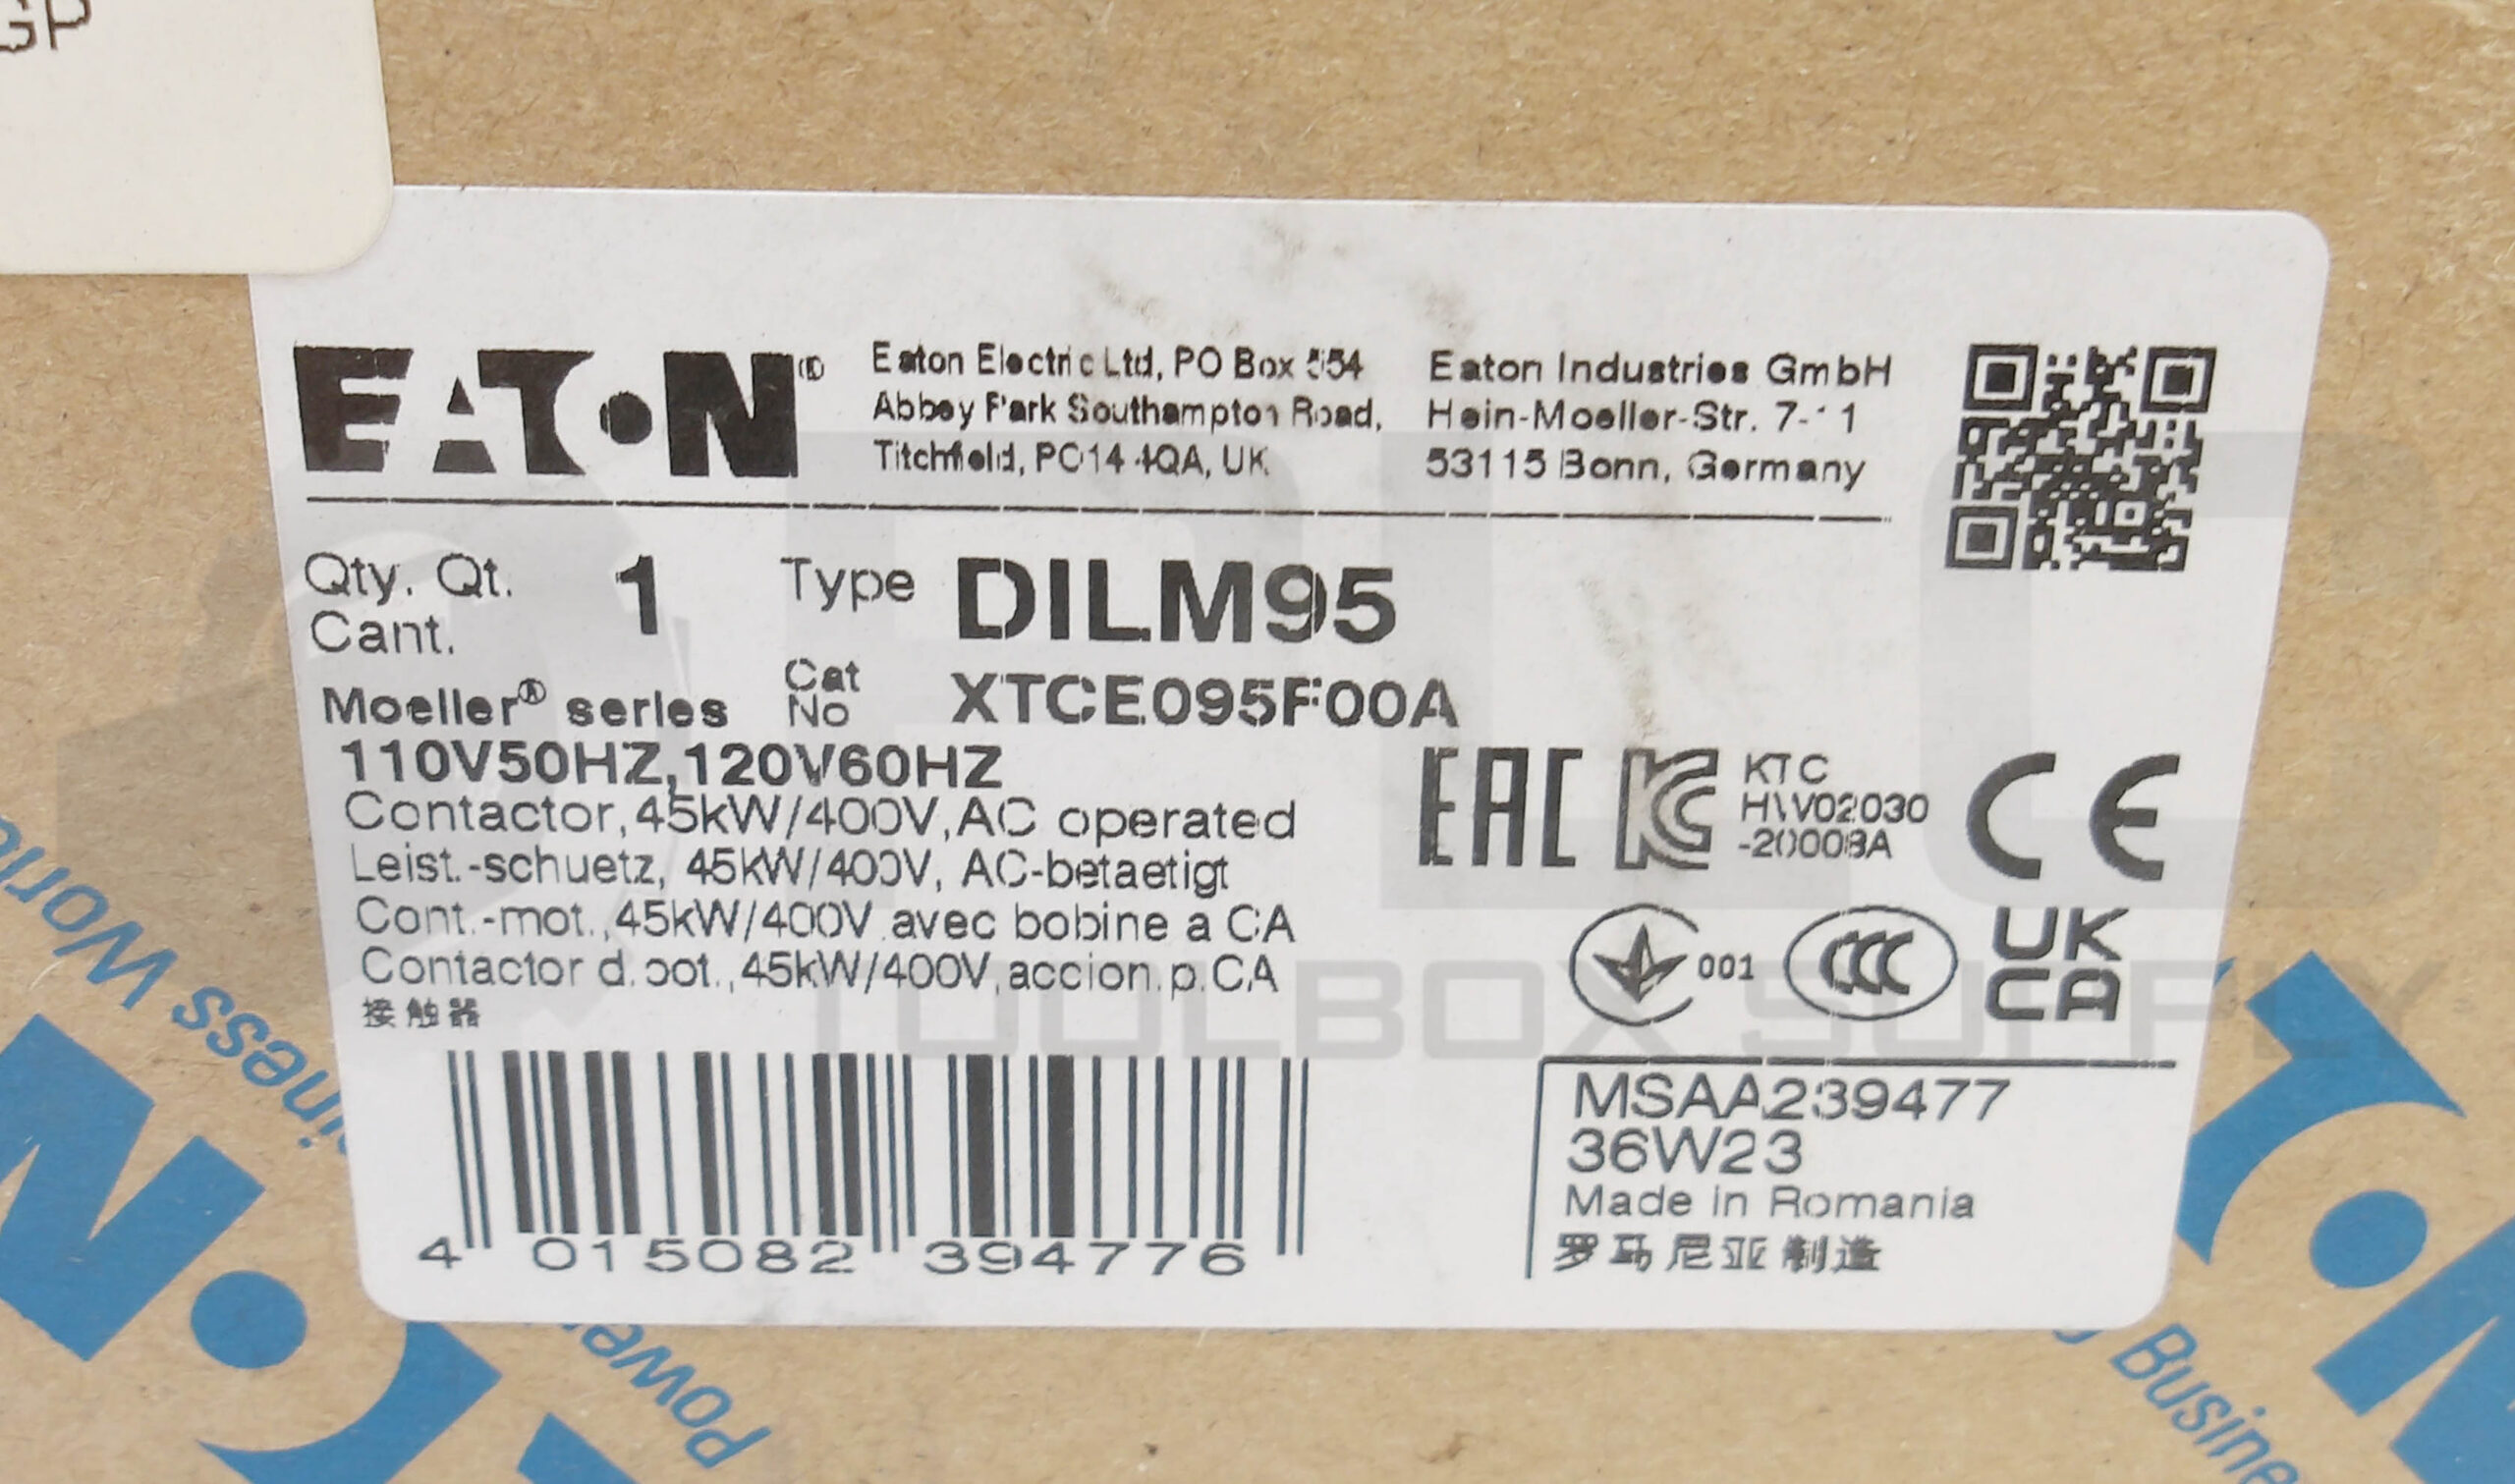 GP
EATON®
Eaton Electric Ltd, PO Box 554
Abbey Park Southampton Road,
Titchfield, PO14 4QA, UK
Eaton Industries GmbH
Hein-Moeller-Str. 7-11
53115 Bonn, Germany
Qty. Qt. 1 Type DILM95
Cant.
Moeller® series Cat No XTCE095F00A
110V50HZ,120V60HZ
Contactor,45kW/400V,AC operated
Leist.-schuetz, 45kW/400V, AC-betaetigt
Cont.-mot.,45kW/400V avec bobine a CA
Contactor d.pot.,45kW/400V,accion.p.CA
接触器
EAC KC KTC
HW02030
-20008A
CE
001 CCC UK
CA
4 015082 394776
MSAA239477
36W23
Made in Romania
罗马尼亚制造
TOOLBOX SUPPLY
Power
Business